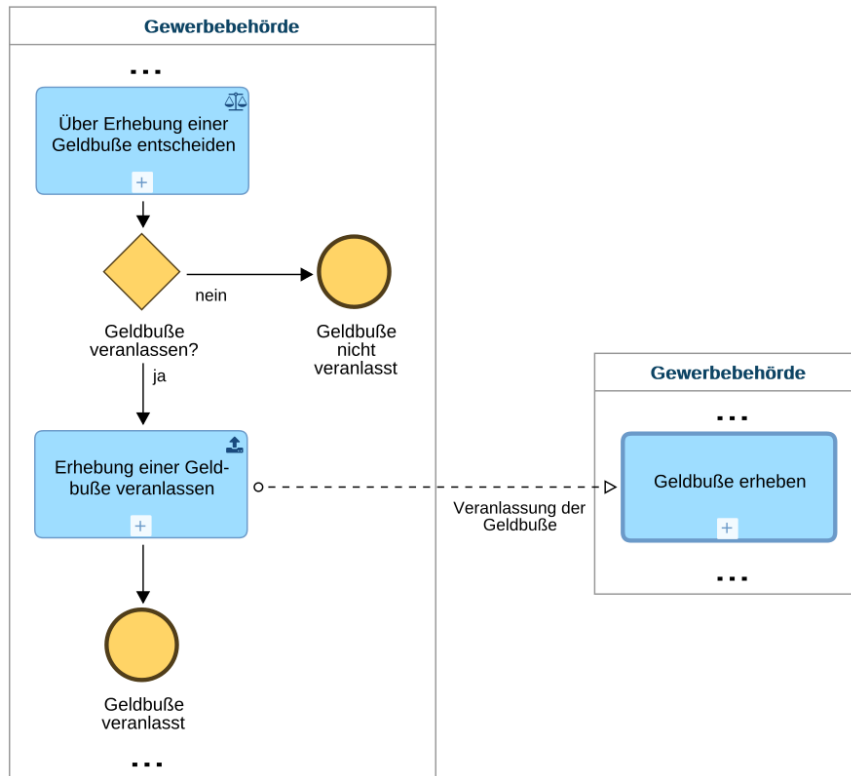 Gewerbebehörde
...
Über Erhebung einer
Geldbuße entscheiden
nein
Geldbuße
veranlassen?
Geldbuße
nicht
veranlasst
ja
Erhebung einer Geld-
buße veranlassen
Veranlassung der
Geldbuße
Geldbuße
veranlasst
...
Gewerbebehörde
...
Geldbuße erheben
...